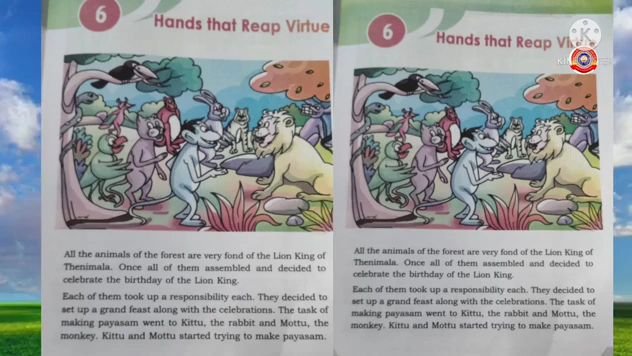 6
Hands that Reap Virtue
All the animals of the forest are very fond of the Lion King of
Thenimala. Once all of them assembled and decided to
celebrate the birthday of the Lion King.
Each of them took up a responsibility each. They decided to
set up a grand feast along with the celebrations. The task of
making payasam went to Kittu, the rabbit and Mottu, the
monkey. Kittu and Mottu started trying to make payasam.
6
Hands that Reap
All the animals of the forest are very fond of the Lion King of
Thenimala. Once all of them assembled and decided to
celebrate the birthday of the Lion King.
Each of them took up a responsibility each. They decided to
set up a grand feast along with the celebrations. The task of
making payasam went to Kittu, the rabbit and Mottu, the
monkey. Kittu and Mottu started trying to make payasam.
K